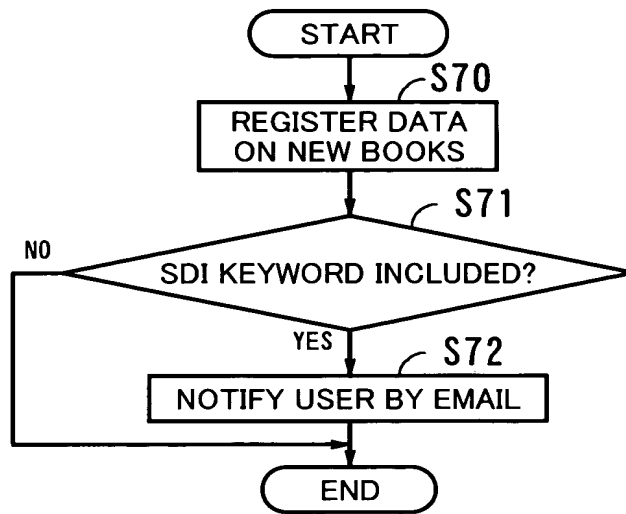 START
S70
REGISTER DATA
ON NEW BOOKS
S71
NO
SDI KEYWORD INCLUDED?
YES
S72
NOTIFY USER BY EMAIL
END